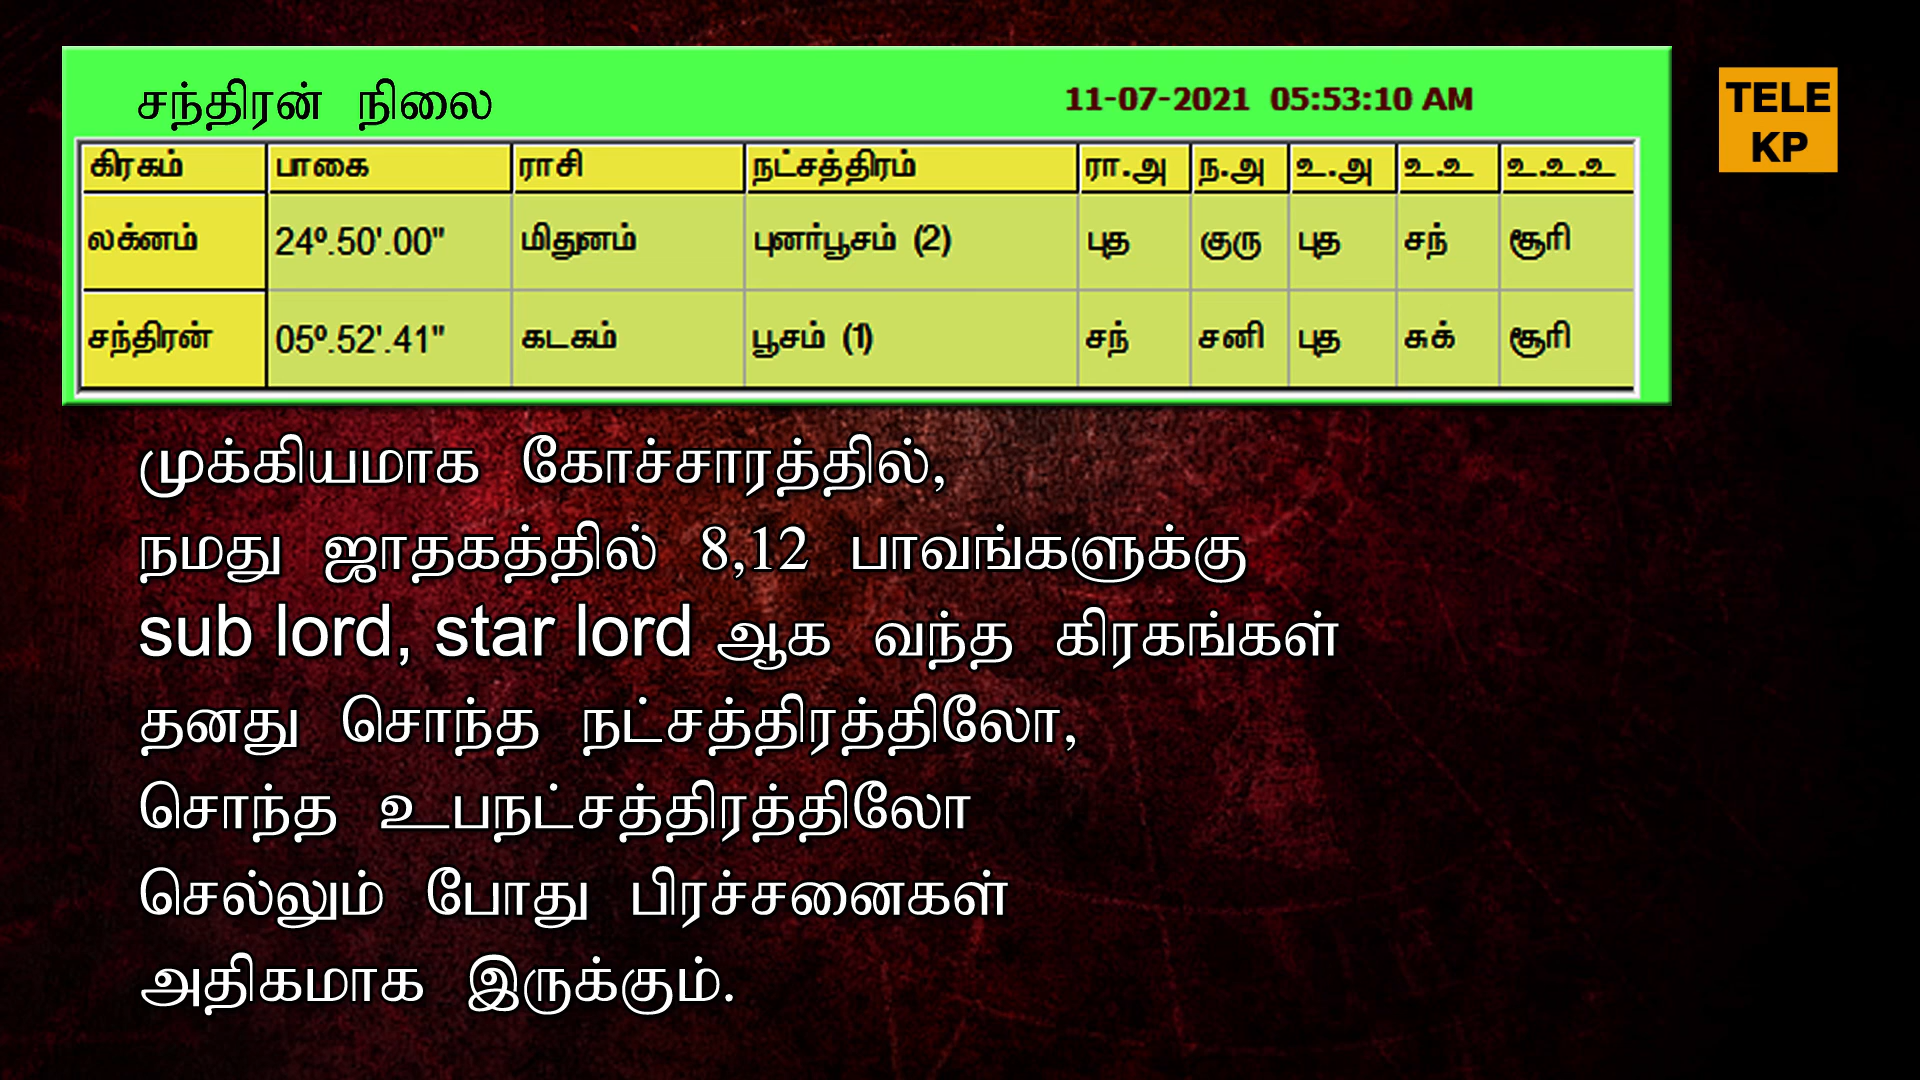 சந்திரன் நிலை 11-07-2021 05:53:10 AM
TELE
KP
கிரகம் பாகை ராசி நட்சத்திரம் ரா.அ ந.அ உ.அ உ.உ உ.உ.உ
லக்னம் 24º.50'.00" மிதுனம் புனர்பூசம் (2) புத குரு புத சந் சூரி
சந்திரன் 05º.52'.41" கடகம் பூசம் (1) சந் சனி புத சுக் சூரி
முக்கியமாக கோச்சாரத்தில்,
நமது ஜாதகத்தில் 8,12 பாவங்களுக்கு
sub lord, star lord ஆக வந்த கிரகங்கள்
தனது சொந்த நட்சத்திரத்திலோ,
சொந்த உபநட்சத்திரத்திலோ
செல்லும் போது பிரச்சனைகள்
அதிகமாக இருக்கும்.